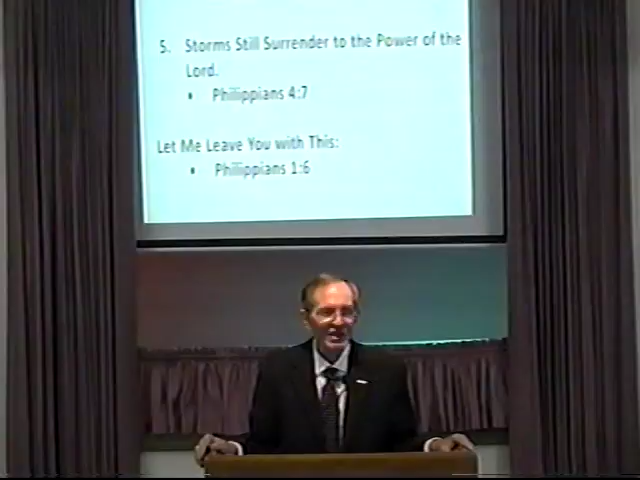 5. Storms Still Surrender to the Power of the
Lord.
• Philippians 4:7
Let Me Leave You with This:
• Philippians 1:6